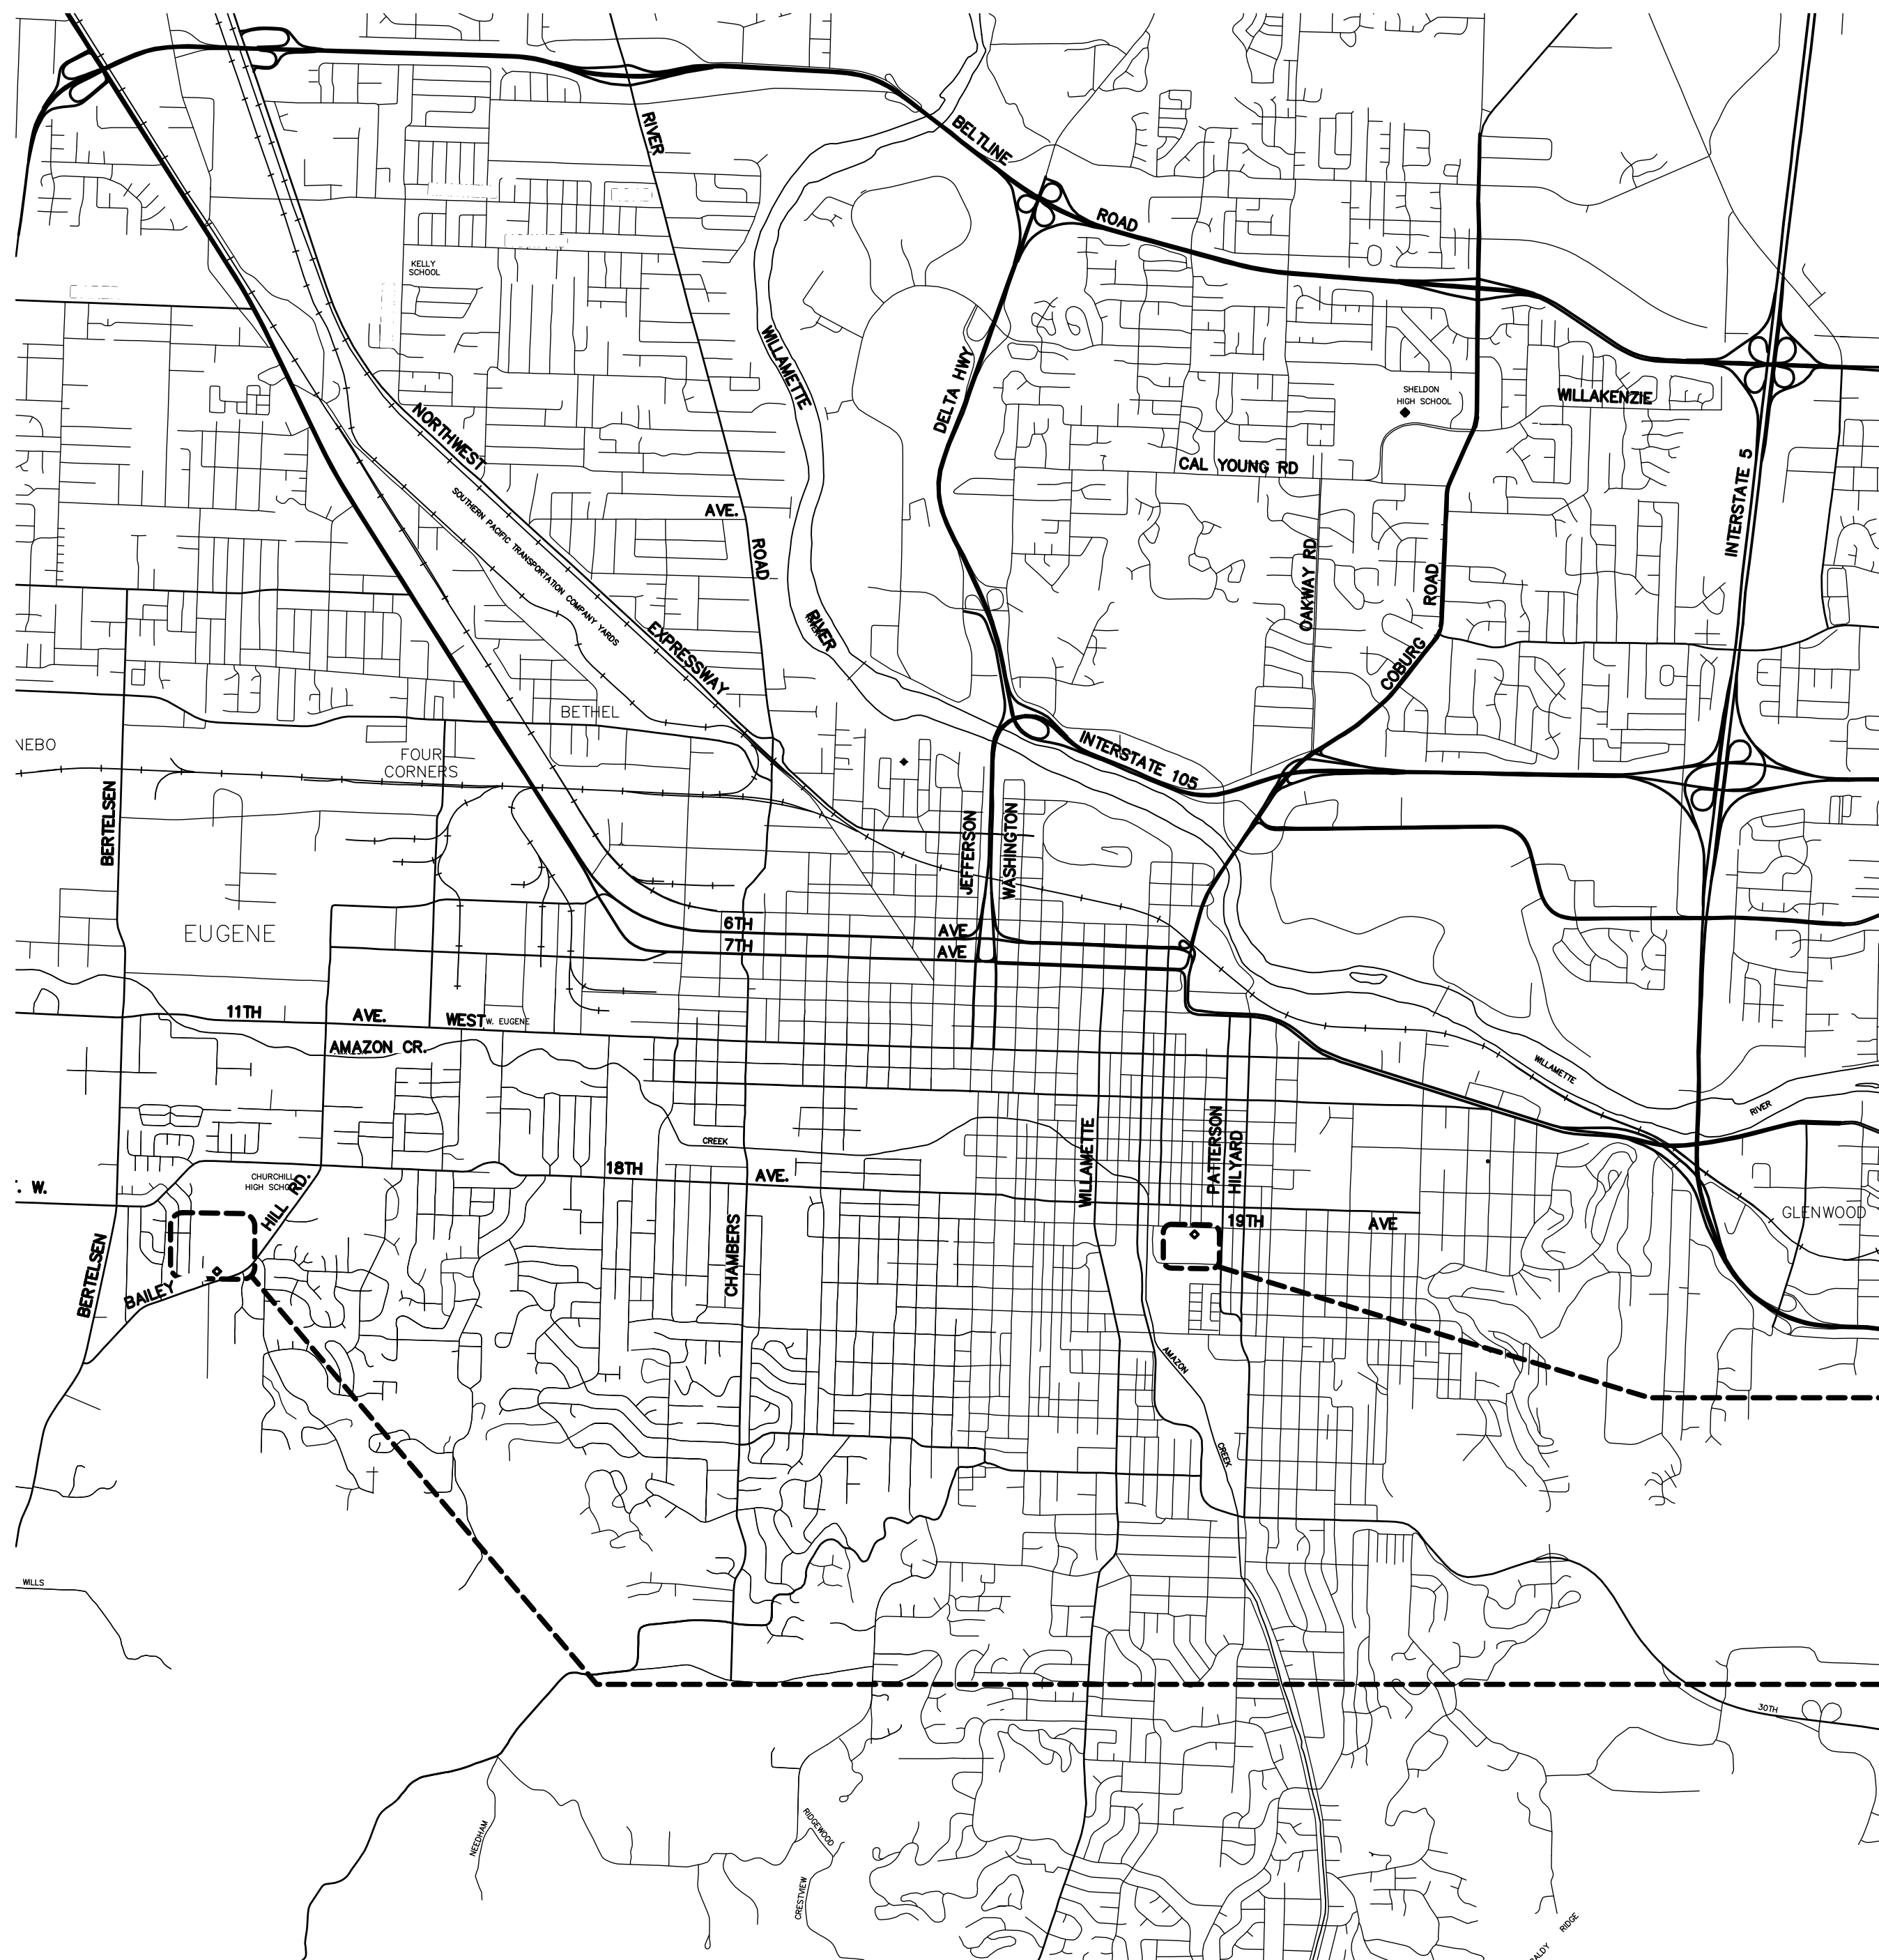 BELTLINE
RIVER
ROAD
KELLY
SCHOOL
WILLAMETTE
DELTA HWY
SHELDON
HIGH SCHOOL
WILLAKENZIE
NORTHWEST
CAL YOUNG RD
INTERSTATE 5
SOUTHERN PACIFIC TRANSPORTATION COMPANY YARDS
AVE.
ROAD
OAKWAY RD
ROAD
RIVER
EXPRESSWAY
COBURG
BETHEL
NEBO
FOUR
CORNERS
INTERSTATE 105
BERTELSEN
JEFFERSON
WASHINGTON
EUGENE
6TH
AVE
7TH
AVE
11TH
AVE.
WEST
W. EUGENE
AMAZON CR.
WILLAMETTE
RIVER
CREEK
WILLAMETTE
PATTERSON
HILYARD
18TH
AVE.
CHURCHILL
HIGH SCHOOL
. W.
HILL RD.
19TH
AVE
GLENWOOD
CHAMBERS
BERTELSEN
BAILEY
AMAZON
CREEK
WILLS
30TH
NEEDHAM
RIDGEWOOD
CRESTVIEW
RIDGE